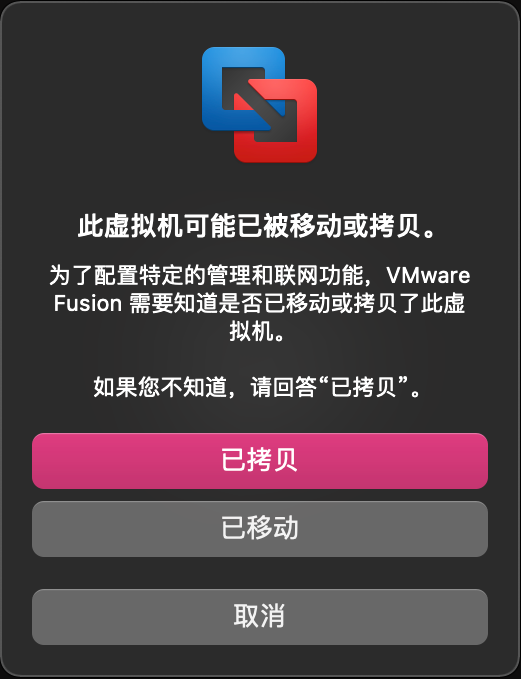 此虚拟机可能已被移动或拷贝。
为了配置特定的管理和联网功能，VMware
Fusion 需要知道是否已移动或拷贝了此虚
拟机。
如果您不知道，请回答“已拷贝”。
已拷贝
已移动
取消